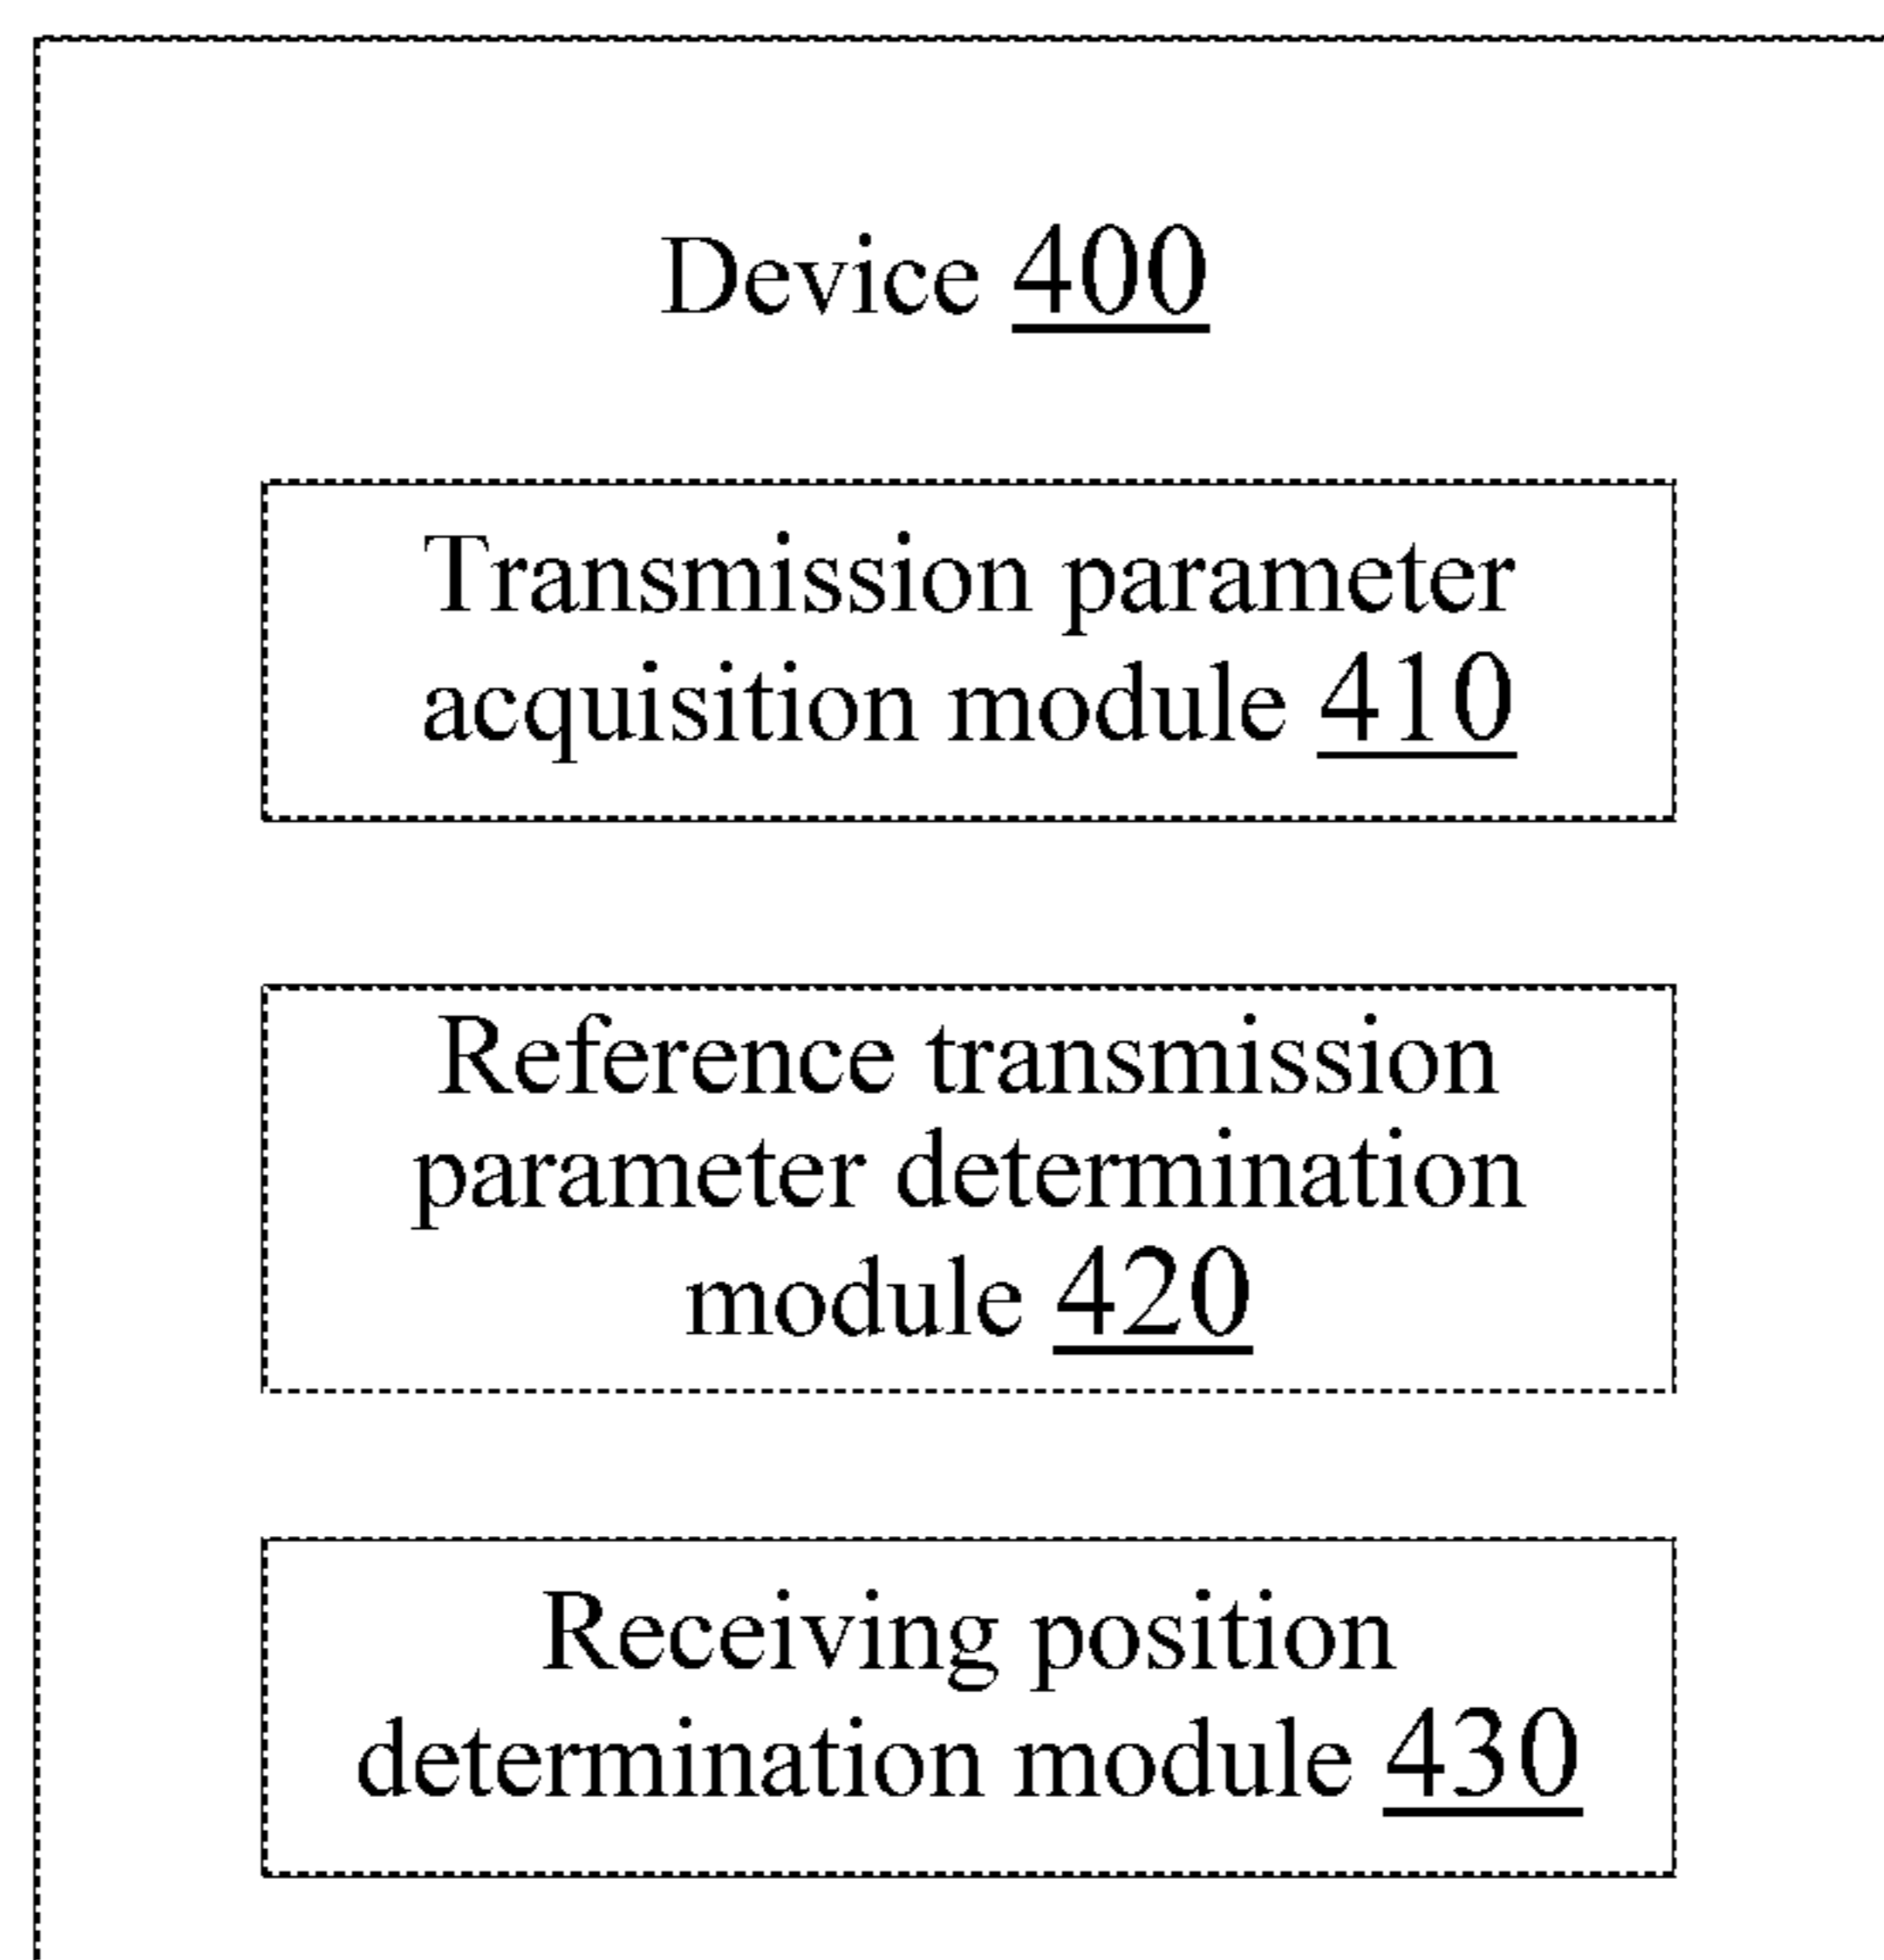 Device 400
Transmission parameter
acquisition module 410
Reference transmission
parameter determination
module 420
Receiving position
determination module 430